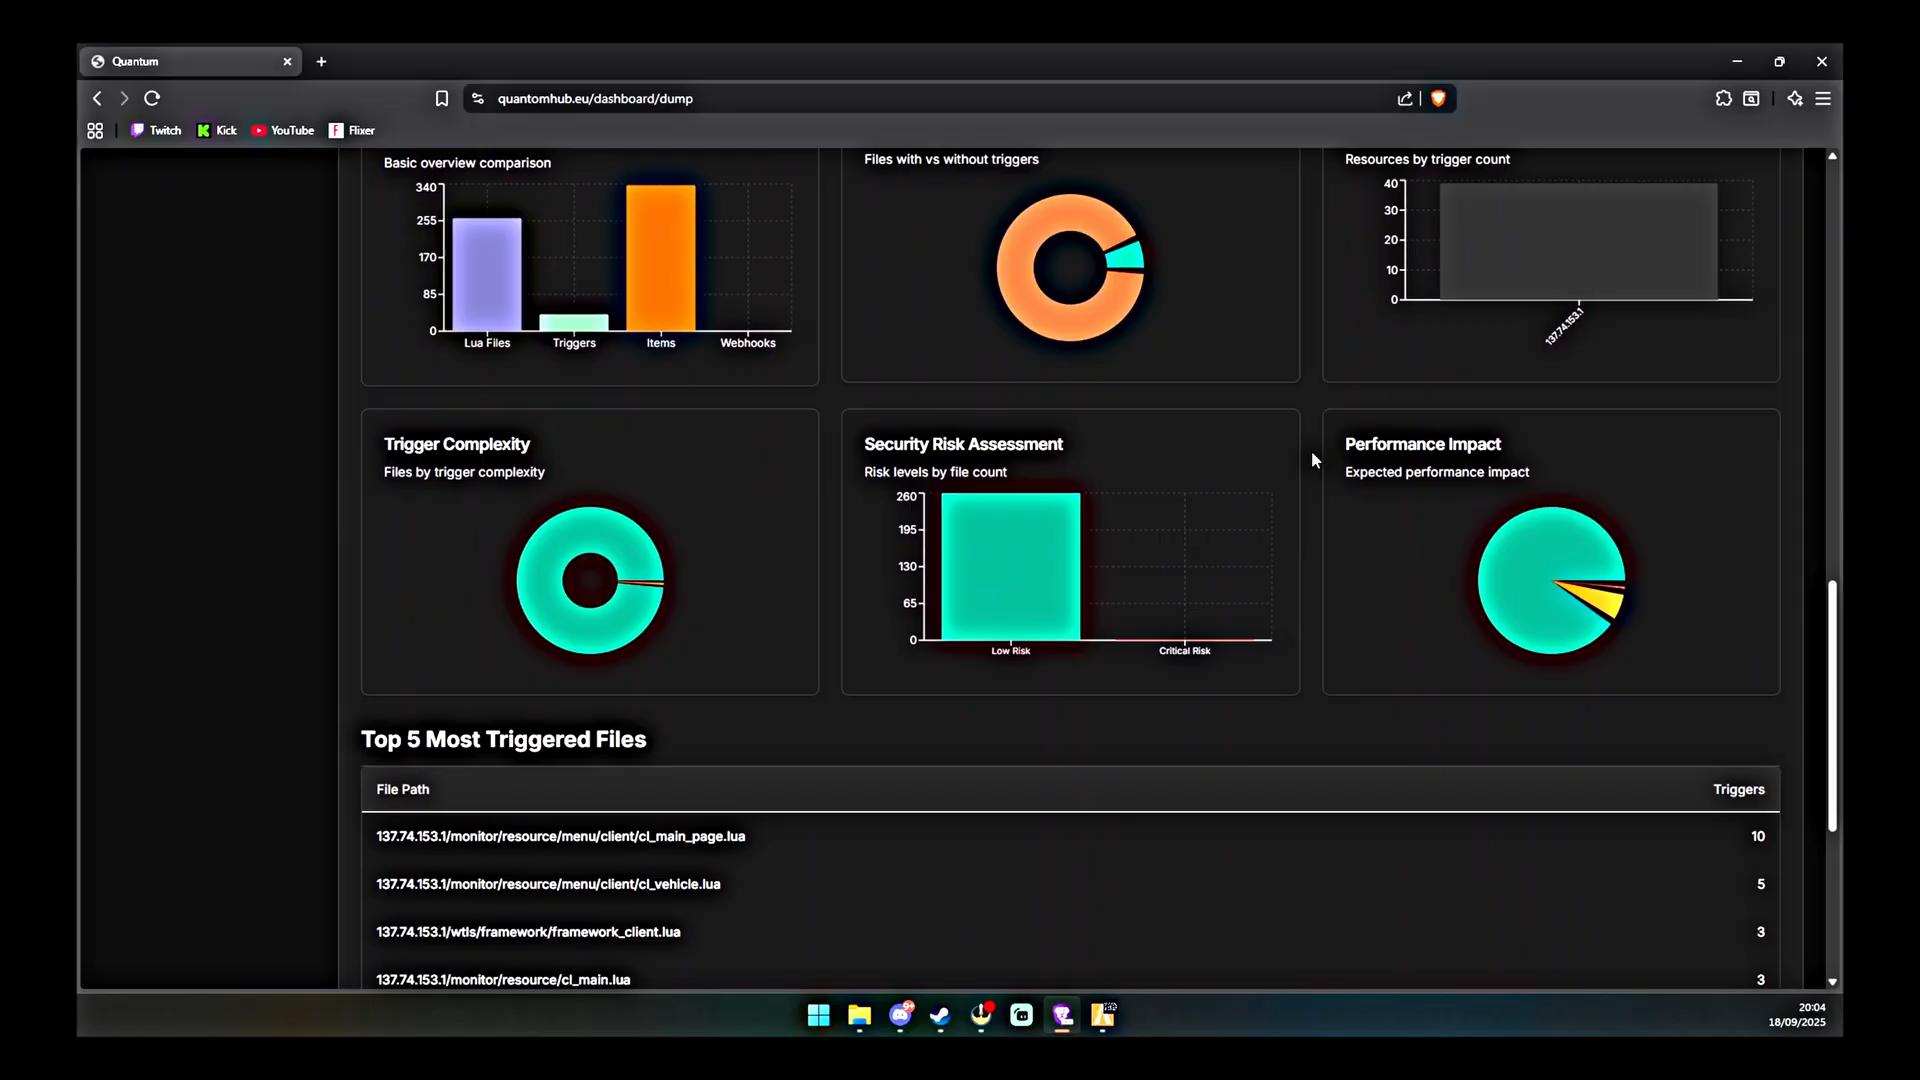 Quantum
quantomhub.eu/dashboard/dump
Twitch
Kick
YouTube
Flixer
Basic overview comparison
340
255
170
85
0
Lua Files
Triggers
Items
Webhooks
Files with vs without triggers
Resources by trigger count
40
30
20
10
0
137.74.153.1
Trigger Complexity
Files by trigger complexity
Security Risk Assessment
Risk levels by file count
260
195
130
65
0
Low Risk
Critical Risk
Performance Impact
Expected performance impact
Top 5 Most Triggered Files
File Path
Triggers
137.74.153.1/monitor/resource/menu/client/cl_main_page.lua
10
137.74.153.1/monitor/resource/menu/client/cl_vehicle.lua
5
137.74.153.1/wtls/framework/framework_client.lua
3
137.74.153.1/monitor/resource/cl_main.lua
3
9+
20:04
18/09/2025